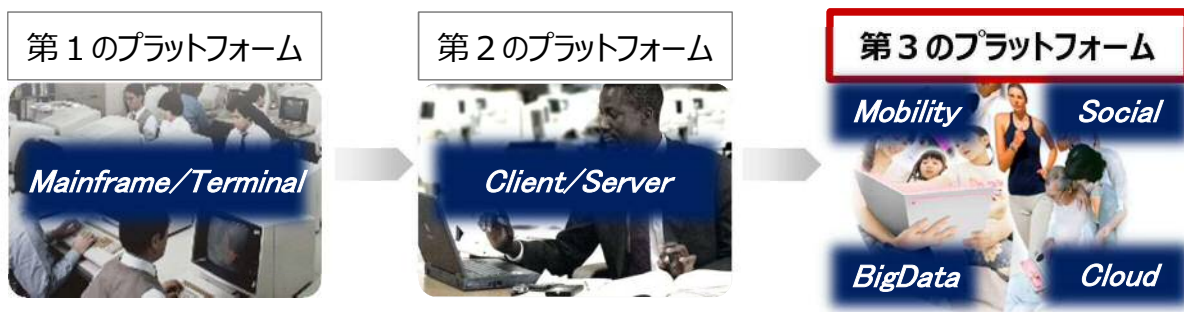 第１のプラットフォーム
Mainframe/Terminal
第２のプラットフォーム
Client/Server
第３のプラットフォーム
Mobility
Social
BigData
Cloud